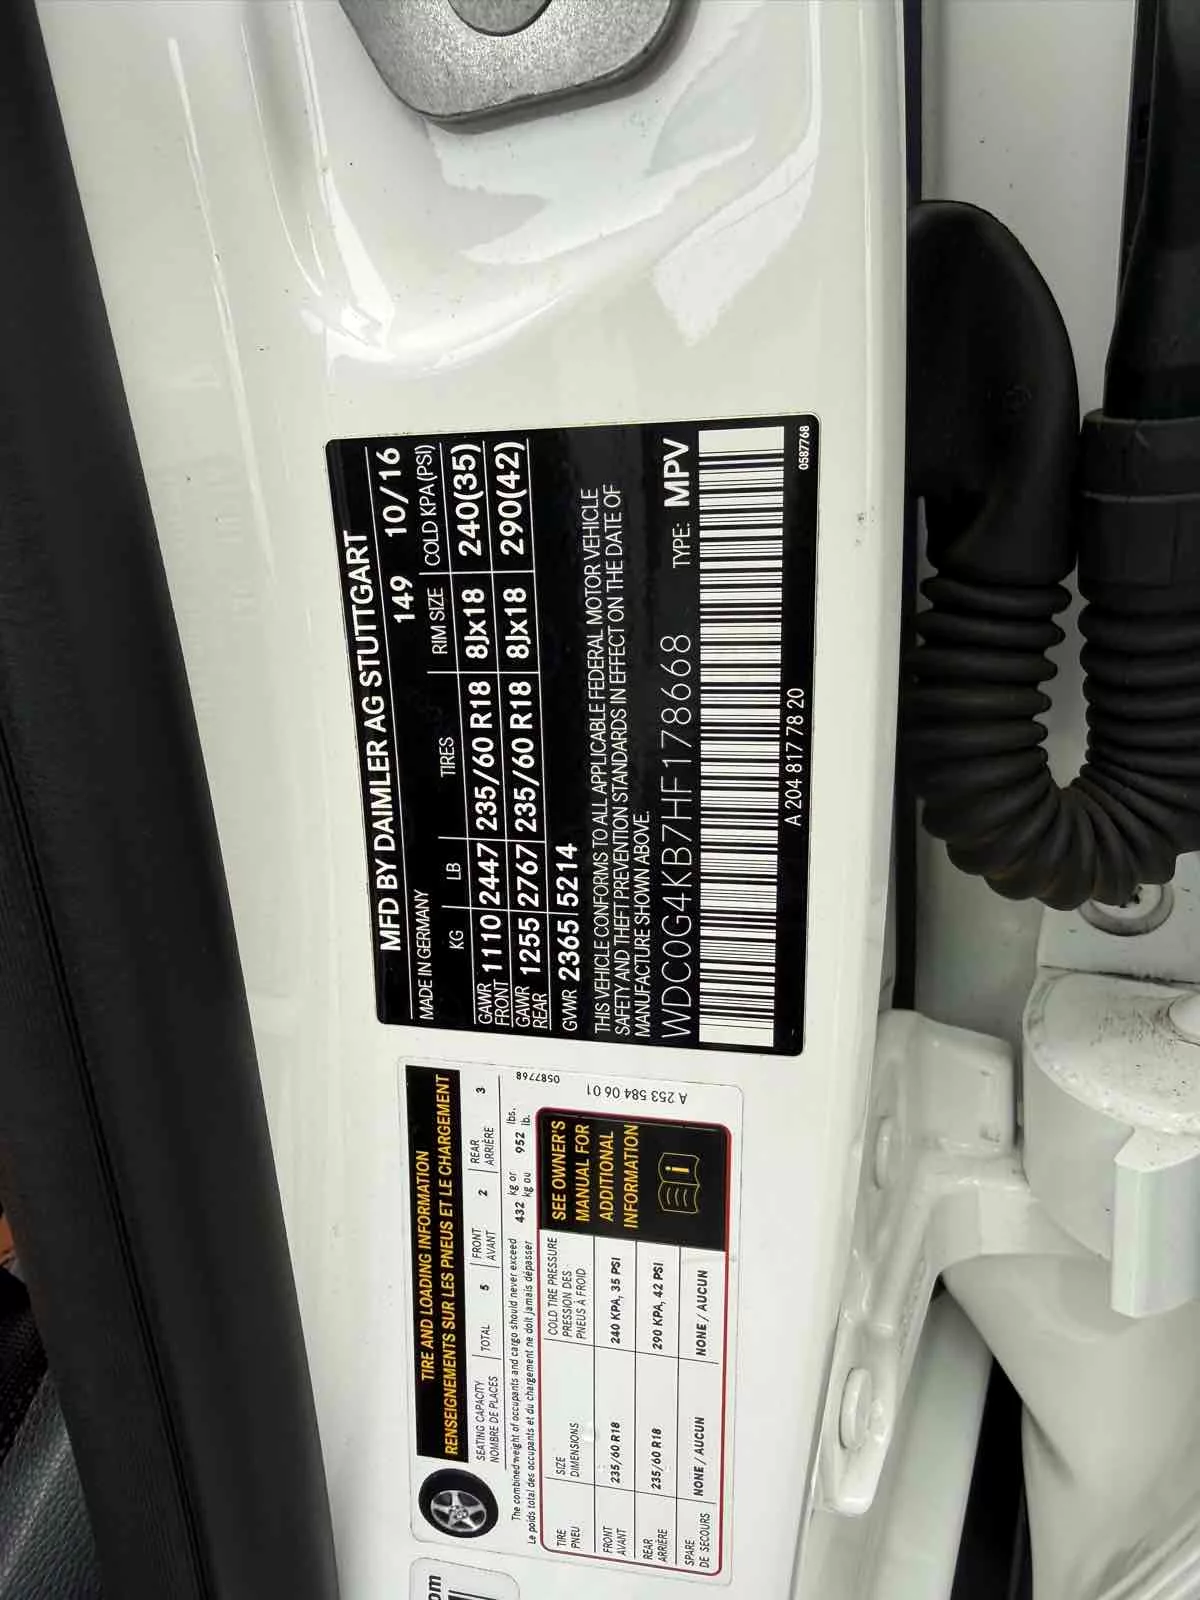 MFD BY DAIMLER AG STUTTGART
MADE IN GERMANY 149 10/16
KG LB TIRES RIM SIZE COLD KPA(PSI)
GAWR FRONT 1110 2447 235/60 R18 8Jx18 240(35)
GAWR REAR 1255 2767 235/60 R18 8Jx18 290(42)
GVWR 2365 5214
THIS VEHICLE CONFORMS TO ALL APPLICABLE FEDERAL MOTOR VEHICLE
SAFETY AND THEFT PREVENTION STANDARDS IN EFFECT ON THE DATE OF
MANUFACTURE SHOWN ABOVE.
WDC0G4KB7HF178668 TYPE: MPV
A 204 817 78 20 0587768
TIRE AND LOADING INFORMATION
RENSEIGNEMENTS SUR LES PNEUS ET LE CHARGEMENT
SEATING CAPACITY TOTAL 5 FRONT 2 REAR 3
NOMBRE DE PLACES AVANT ARRIÈRE
The combined weight of occupants and cargo should never exceed 432 kg or 952 lbs.
Le poids total des occupants et du chargement ne doit jamais dépasser kg ou lb.
0587768
TIRE SIZE COLD TIRE PRESSURE
PNEU DIMENSIONS PRESSION DES
PNEUS À FROID
FRONT 235/60 R18 240 KPA, 35 PSI
AVANT
REAR 235/60 R18 290 KPA, 42 PSI
ARRIÈRE
SPARE NONE / AUCUN NONE / AUCUN
DE SECOURS
SEE OWNER'S
MANUAL FOR
ADDITIONAL
INFORMATION
i
A 253 584 06 01
om